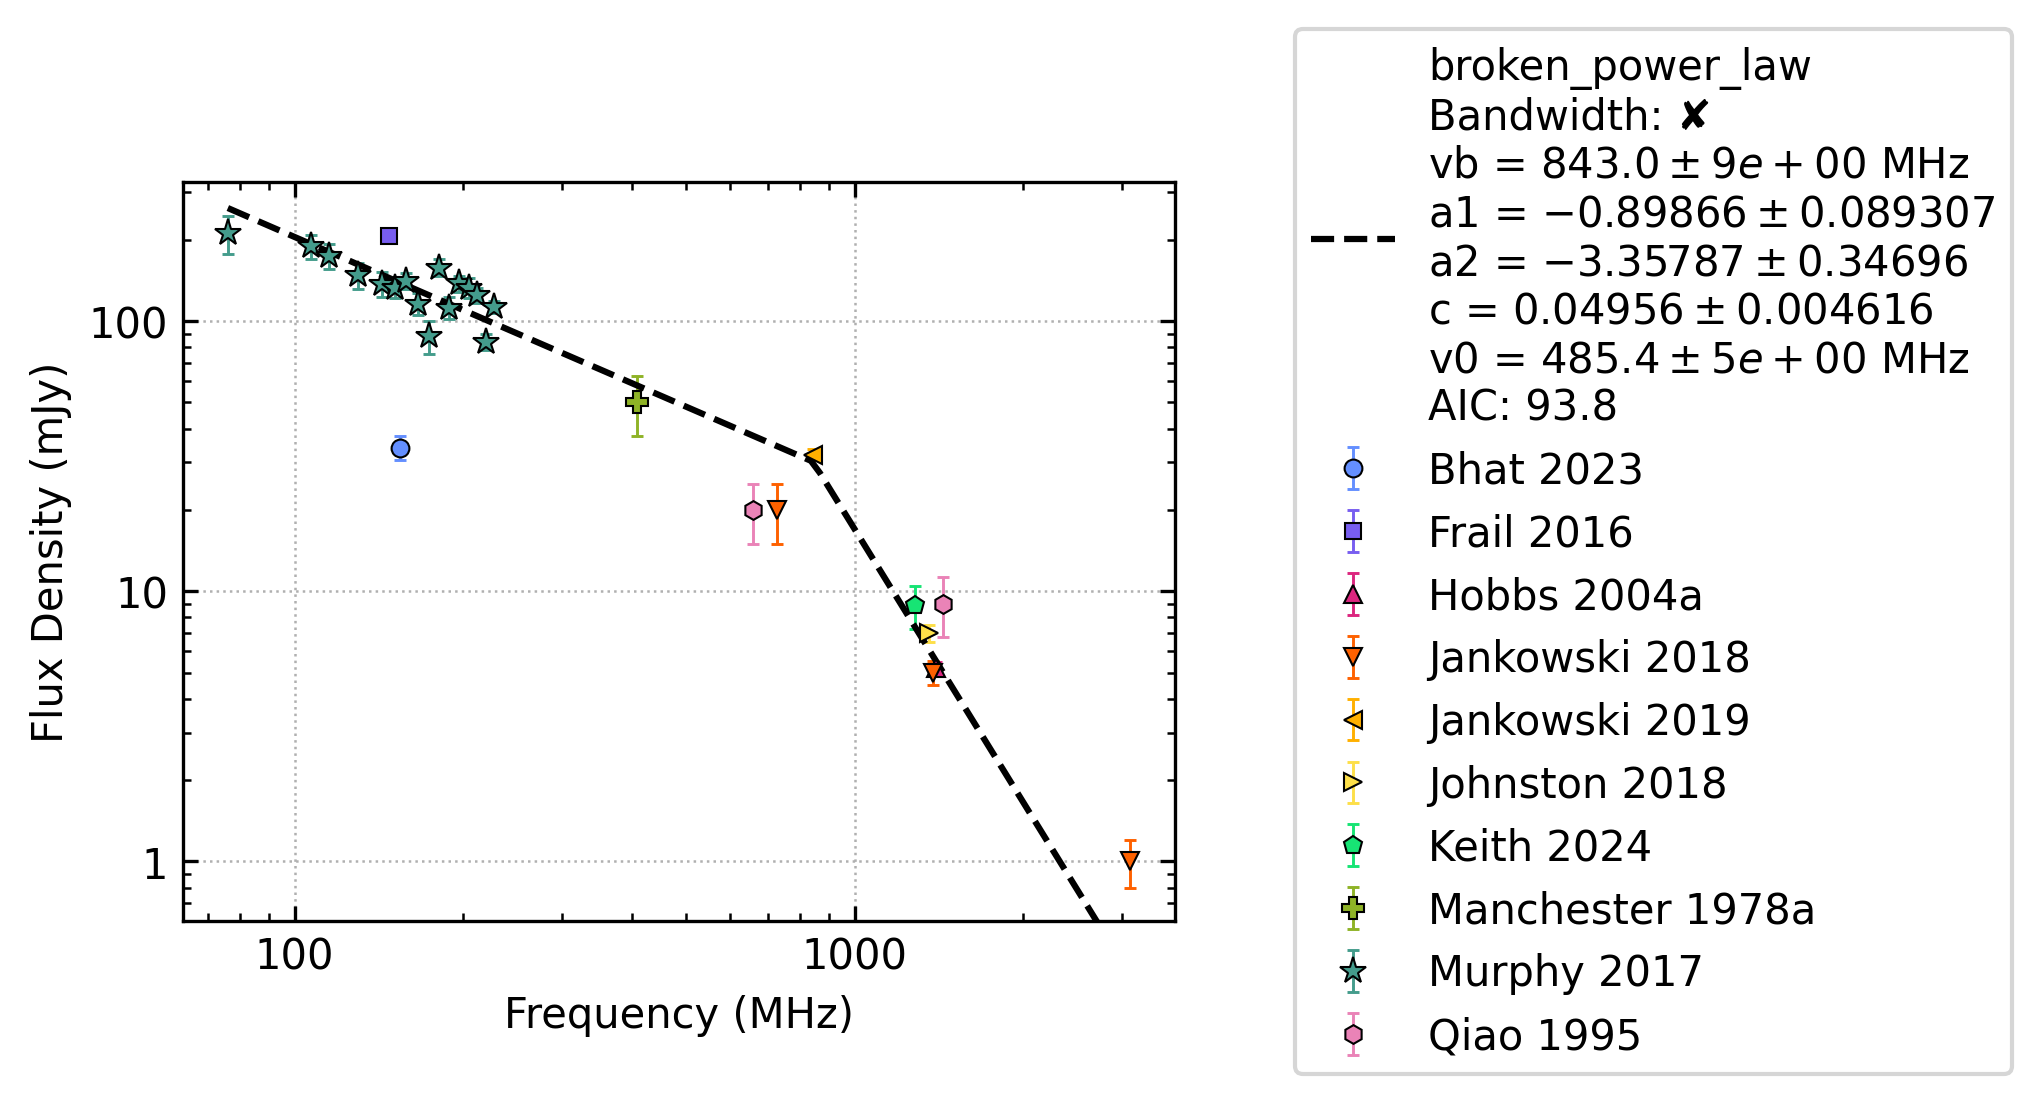 broken_power_law
Bandwidth: ✘
vb = 843.0 ± 9e + 00 MHz
a1 = −0.89866 ± 0.089307
a2 = −3.35787 ± 0.34696
c = 0.04956 ± 0.004616
v0 = 485.4 ± 5e + 00 MHz
AIC: 93.8
Bhat 2023
Frail 2016
Hobbs 2004a
Jankowski 2018
Jankowski 2019
Johnston 2018
Keith 2024
Manchester 1978a
Murphy 2017
Qiao 1995
Flux Density (mJy)
100
10
1
100
1000
Frequency (MHz)